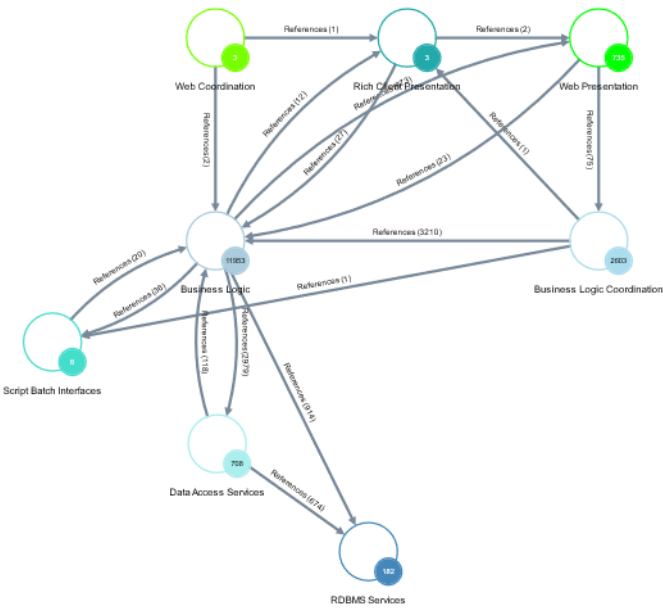 References (1)
References (2)
3
3
735
Web Coordination
Rich Client Presentation
Web Presentation
References (12)
References(2)
References (27)
References (1)
References(75)
References (23)
References (3210)
11953
2603
Business Logic
Business Logic Coordination
References (20)
References (36)
References (1)
6
Script Batch Interfaces
References (118)
References(2979)
References (914)
708
Data Access Services
References (674)
182
RDBMS Services